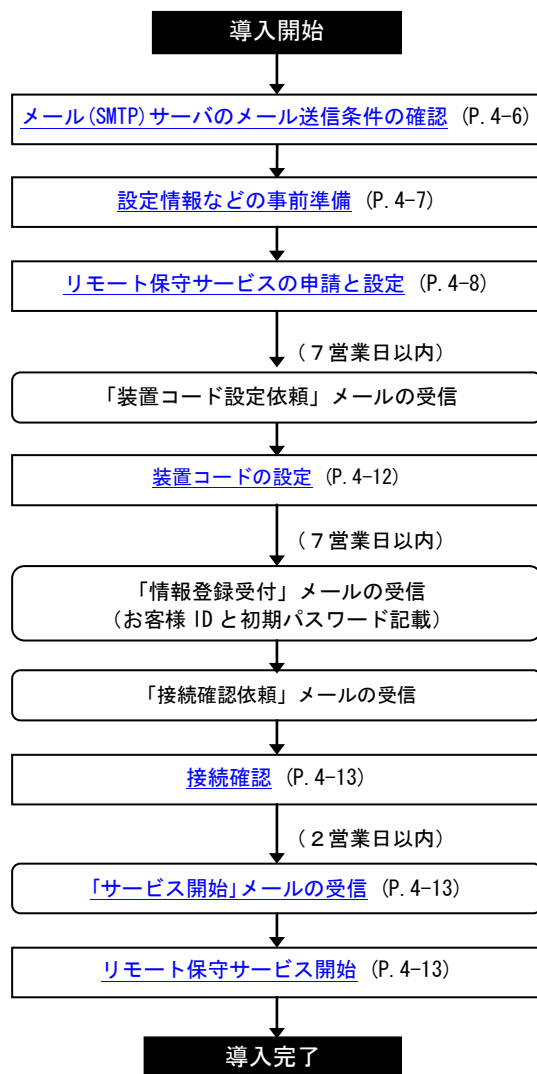 導入開始
メール(SMTP)サーバのメール送信条件の確認 (P.4-6)
設定情報などの事前準備 (P.4-7)
リモート保守サービスの申請と設定 (P.4-8)
(7営業日以内)
「装置コード設定依頼」メールの受信
装置コードの設定 (P.4-12)
(7営業日以内)
「情報登録受付」メールの受信
(お客様 ID と初期パスワード記載)
「接続確認依頼」メールの受信
接続確認 (P.4-13)
(2営業日以内)
「サービス開始」メールの受信 (P.4-13)
リモート保守サービス開始 (P.4-13)
導入完了